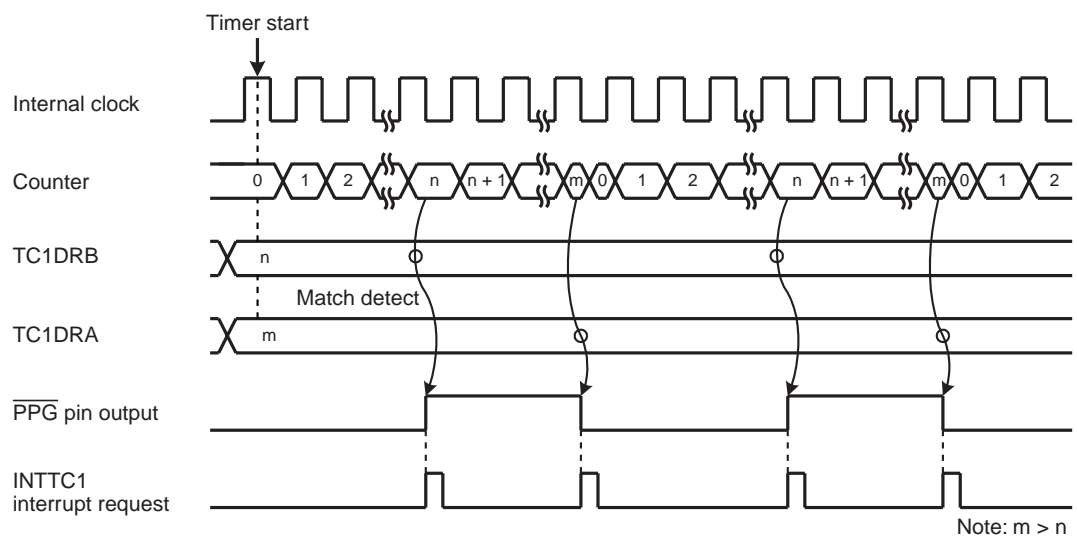 Timer start
Internal clock
Counter
0 1 2 n n + 1 m 0 1 2 n n + 1 m 0 1 2
TC1DRB
n
Match detect
TC1DRA
m
PPG pin output
INTTC1
interrupt request
Note: m > n